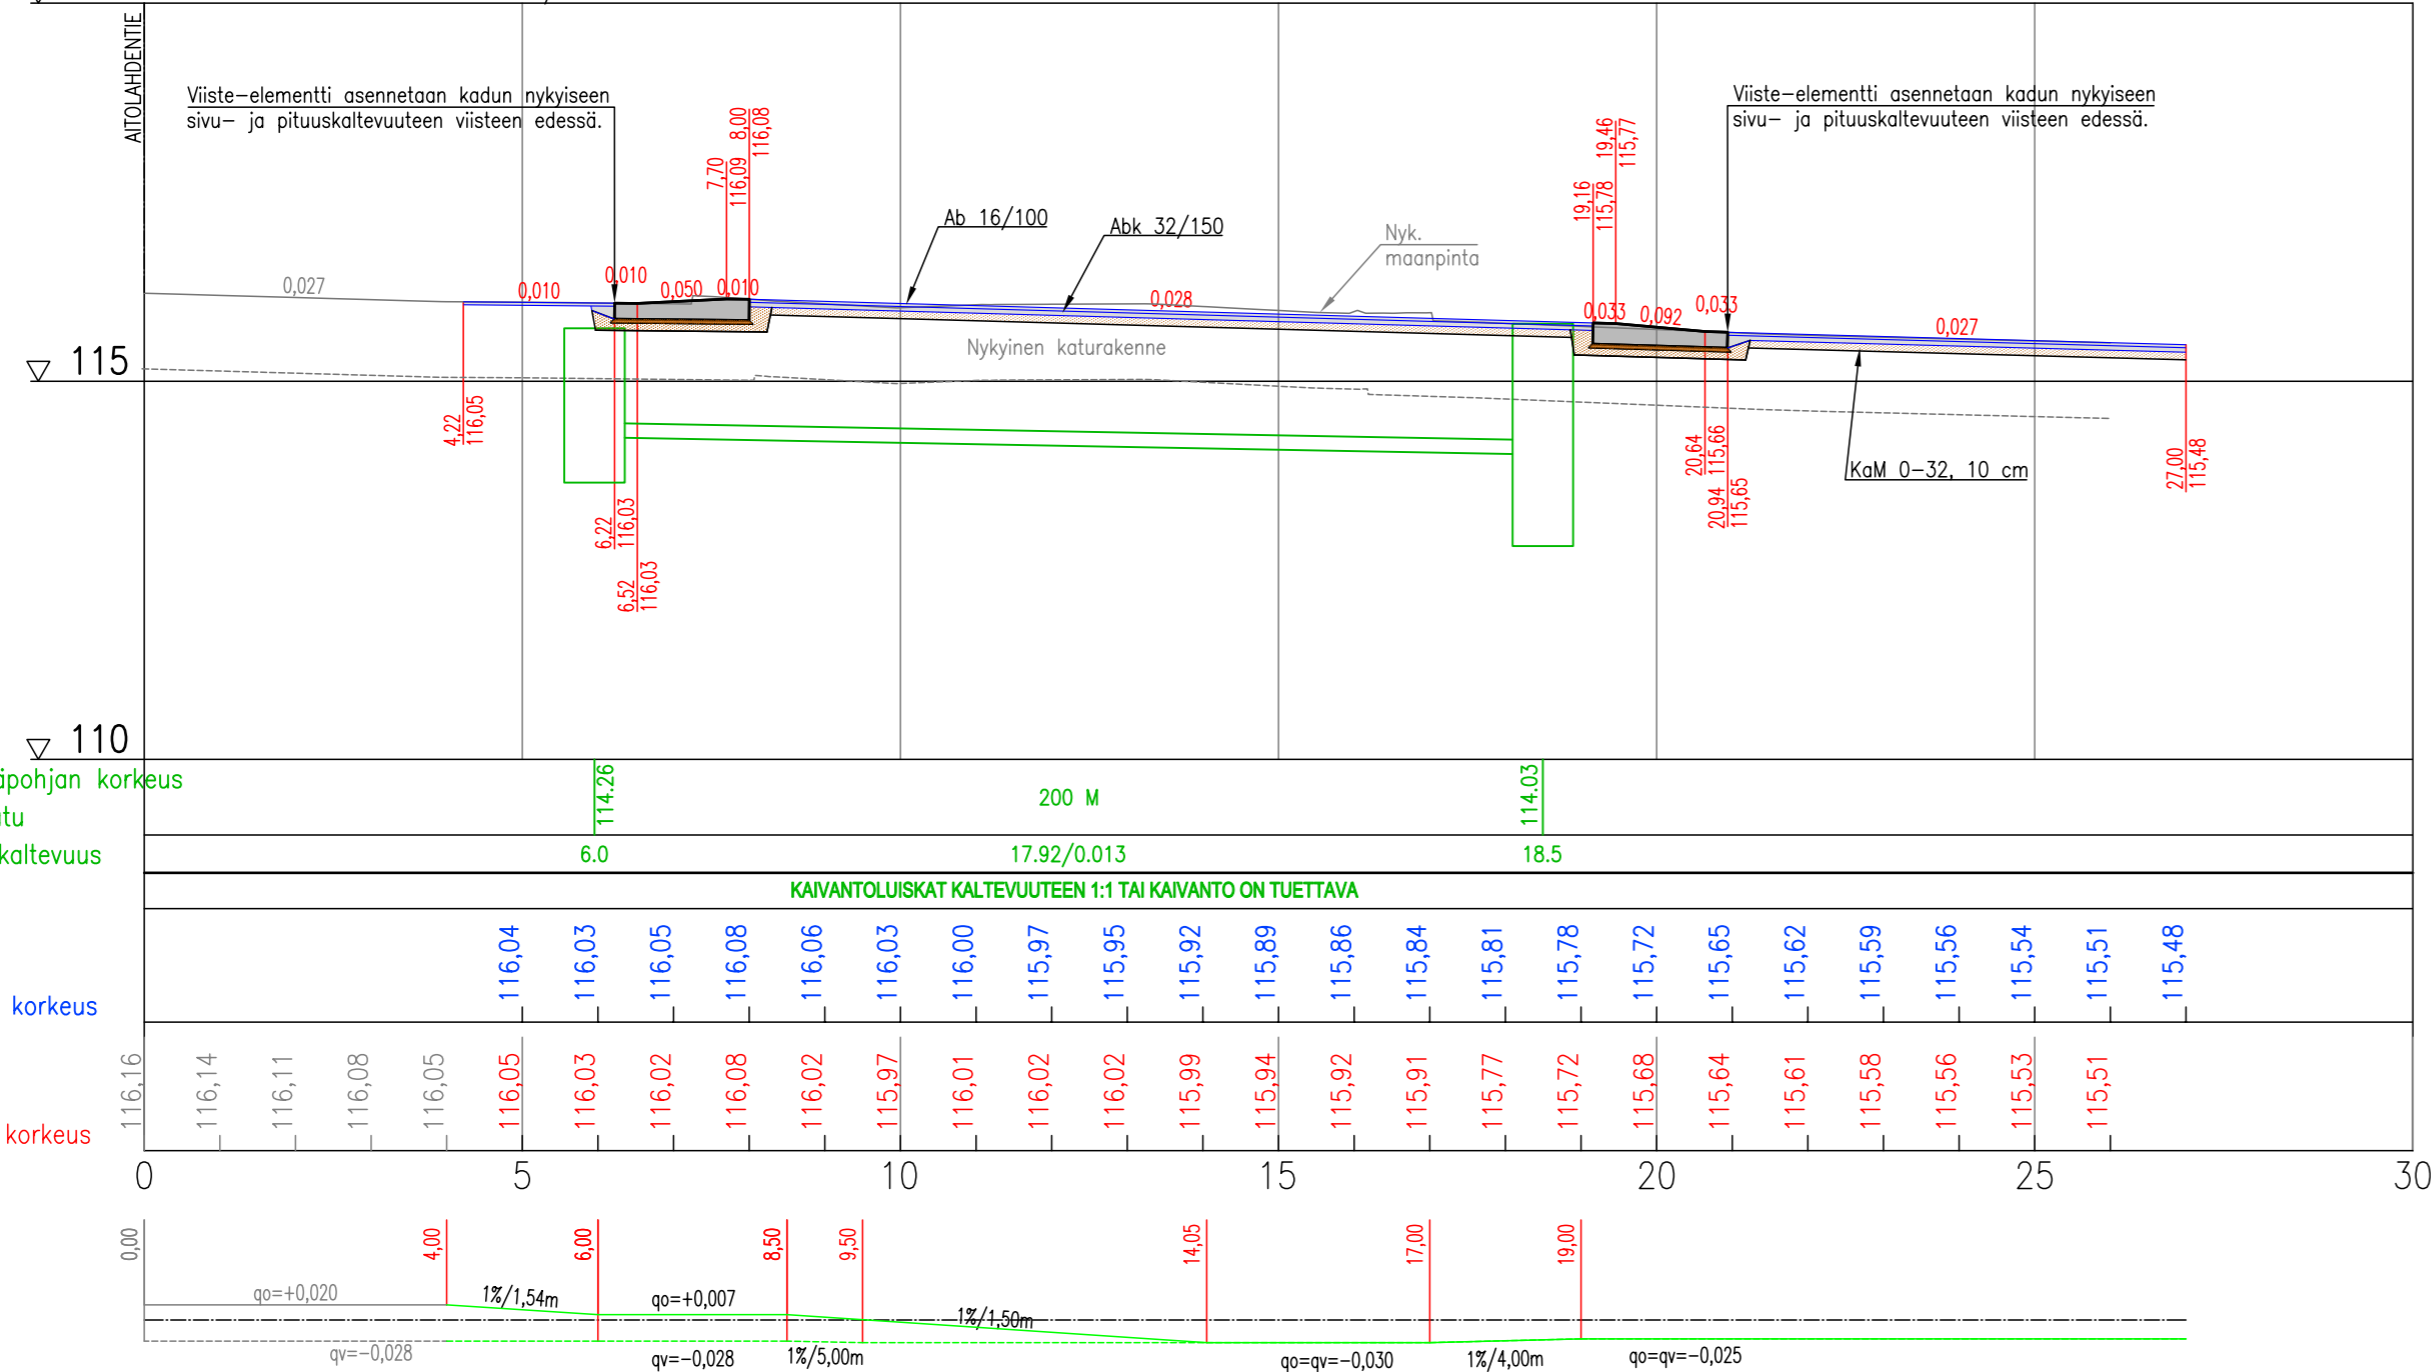 AITOLAHDENTIE
Viiste-elementti asennetaan kadun nykyiseen
sivu- ja pituuskaltevuuteen viisteen edessä.
Viiste-elementti asennetaan kadun nykyiseen
sivu- ja pituuskaltevuuteen viisteen edessä.
7,70
116,09
8,00
116,08
19,16
115,78
19,46
115,77
Ab 16/100
Abk 32/150
Nyk.
maanpinta
0,027
0,010
0,010
0,050
0,010
0,028
0,033
0,092
0,033
0,027
Nykyinen katurakenne
115
4,22
116,05
6,22
116,03
6,52
116,03
20,64
115,66
20,94
115,65
KaM 0-32, 10 cm
27,00
115,48
110
korkeus
114.26
200 M
114.03
kaltevuus
6.0
17.92/0.013
18.5
KAIVANTOLUISKAT KALTEVUUTEEN 1:1 TAI KAIVANTO ON TUETTAVA
korkeus
116,04 116,03 116,05 116,08 116,06 116,03 116,00 115,97 115,95 115,92 115,89 115,86 115,84 115,81 115,78 115,72 115,65 115,62 115,59 115,56 115,54 115,51 115,48
korkeus
116,16 116,14 116,11 116,08 116,05 116,05 116,03 116,02 116,08 116,02 115,97 116,01 116,02 116,02 115,99 115,94 115,92 115,91 115,77 115,72 115,68 115,64 115,61 115,58 115,56 115,53 115,51
0 5 10 15 20 25 30
0,00 4,00 6,00 8,50 9,50 14,05 17,00 19,00
qo=+0,020
1%/1,54m
qo=+0,007
1%/1,50m
qv=-0,028
qv=-0,028
1%/5,00m
qo=qv=-0,030
1%/4,00m
qo=qv=-0,025